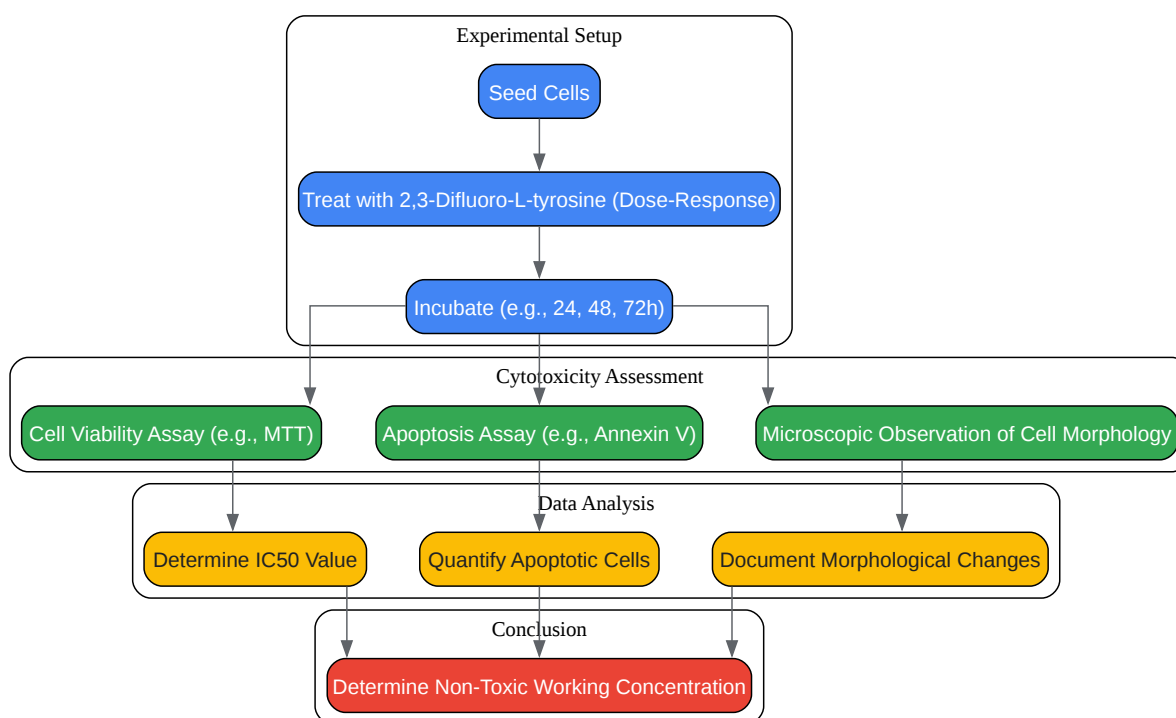 Experimental Setup
Seed Cells
Treat with 2,3-Difluoro-L-tyrosine (Dose-Response)
Incubate (e.g., 24, 48, 72h)
Cytotoxicity Assessment
Cell Viability Assay (e.g., MTT)
Apoptosis Assay (e.g., Annexin V)
Microscopic Observation of Cell Morphology
Data Analysis
Determine IC50 Value
Quantify Apoptotic Cells
Document Morphological Changes
Conclusion
Determine Non-Toxic Working Concentration